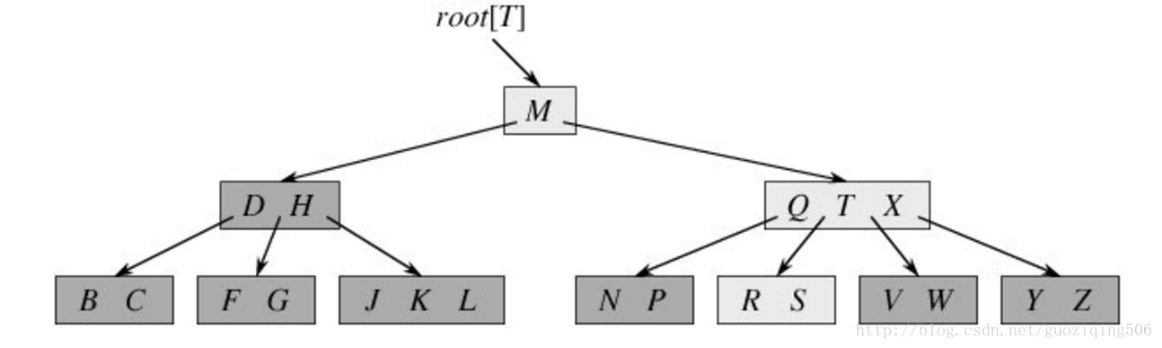 root[T]
M
D H
Q T X
B C
F G
J K L
N P
R S
V W
Y Z
http://blog.csdn.net/guoziqing506